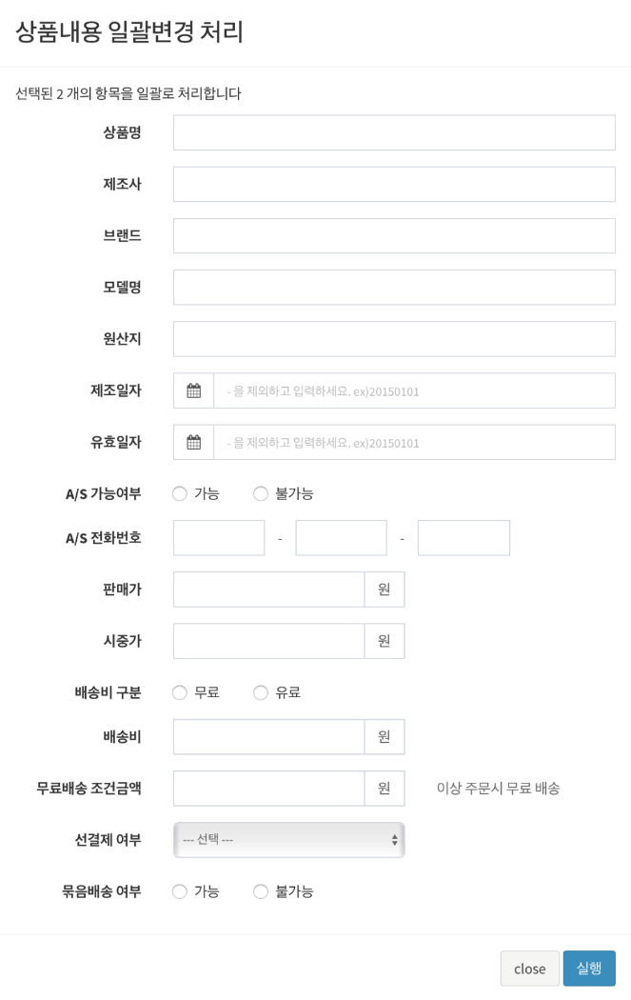 상품내용 일괄변경 처리
선택된 2 개의 항목을 일괄로 처리합니다
상품명
제조사
브랜드
모델명
원산지
제조일자 - 을 제외하고 입력하세요. ex)20150101
유효일자 - 을 제외하고 입력하세요. ex)20150101
A/S 가능여부 가능 불가능
A/S 전화번호 - -
판매가 원
시중가 원
배송비 구분 무료 유료
배송비 원
무료배송 조건금액 원 이상 주문시 무료 배송
선결제 여부 --- 선택 ---
묶음배송 여부 가능 불가능
close 실행